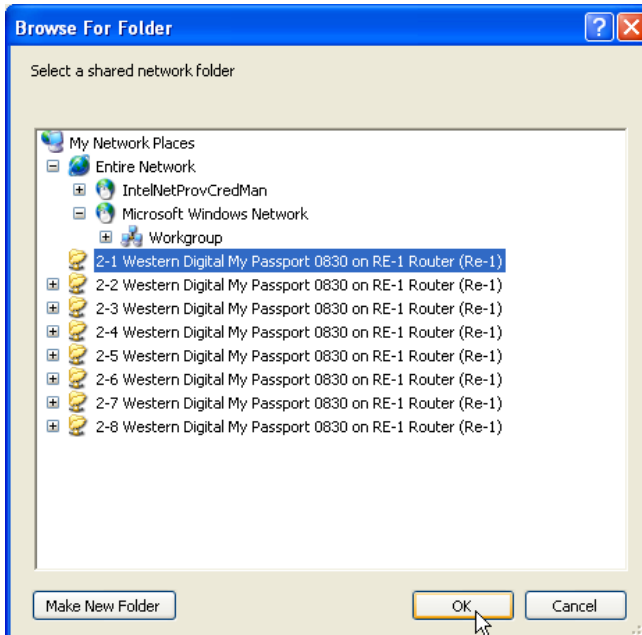 Browse For Folder
Select a shared network folder
My Network Places
Entire Network
IntelNetProvCredMan
Microsoft Windows Network
Workgroup
2-1 Western Digital My Passport 0830 on RE-1 Router (Re-1)
2-2 Western Digital My Passport 0830 on RE-1 Router (Re-1)
2-3 Western Digital My Passport 0830 on RE-1 Router (Re-1)
2-4 Western Digital My Passport 0830 on RE-1 Router (Re-1)
2-5 Western Digital My Passport 0830 on RE-1 Router (Re-1)
2-6 Western Digital My Passport 0830 on RE-1 Router (Re-1)
2-7 Western Digital My Passport 0830 on RE-1 Router (Re-1)
2-8 Western Digital My Passport 0830 on RE-1 Router (Re-1)
Make New Folder OK Cancel